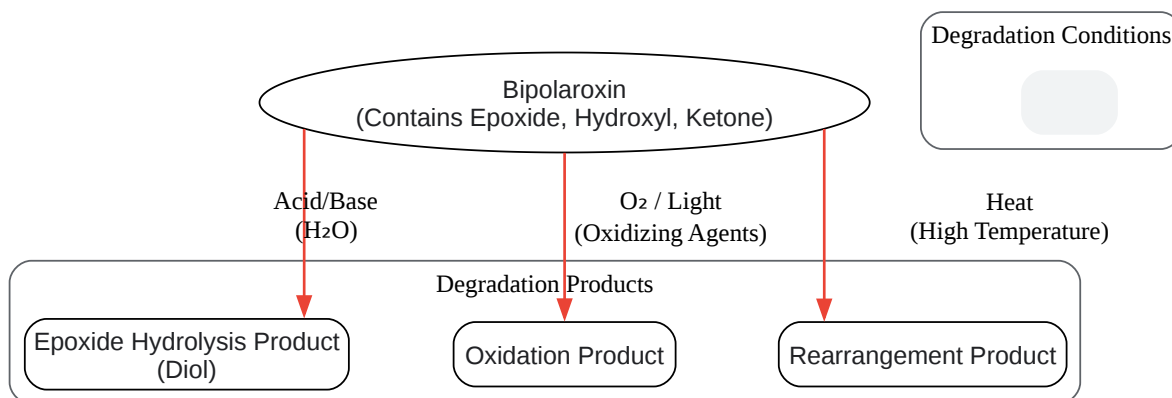 Degradation Conditions
Bipolaroxin
(Contains Epoxide, Hydroxyl, Ketone)
Acid/Base
(H₂O)
O₂ / Light
(Oxidizing Agents)
Heat
(High Temperature)
Degradation Products
Epoxide Hydrolysis Product
(Diol)
Oxidation Product
Rearrangement Product